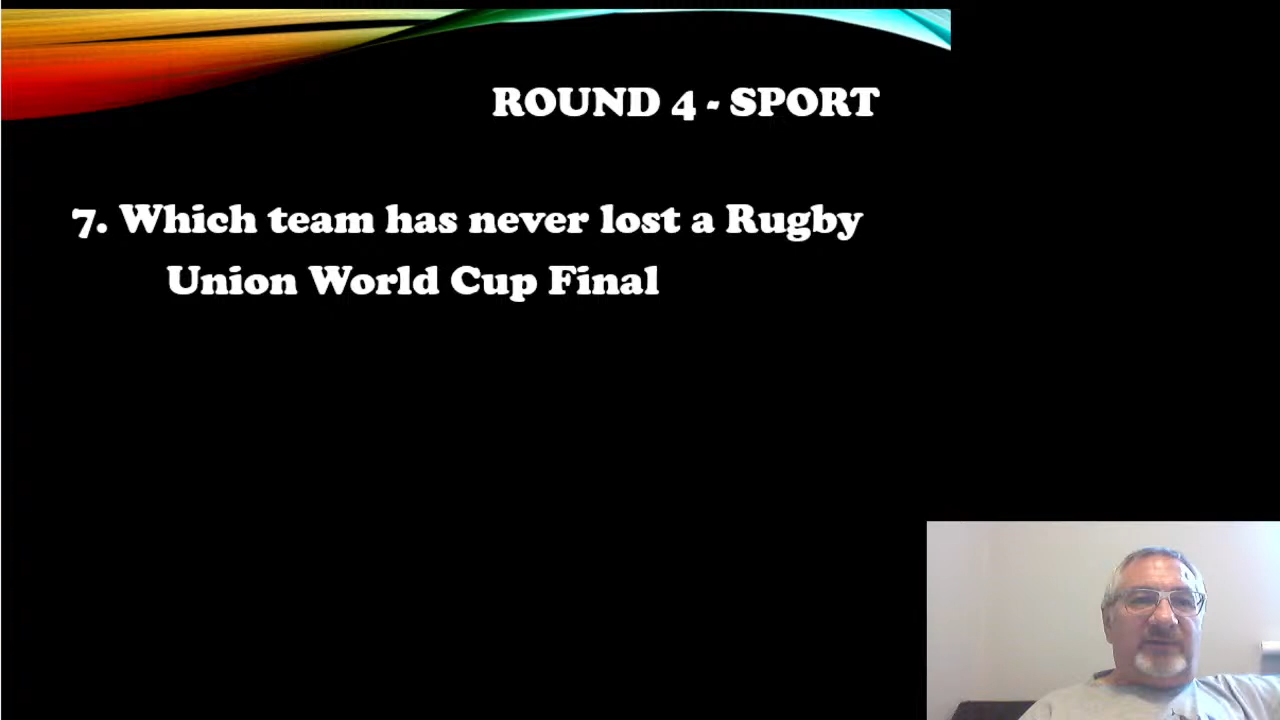 ROUND 4 - SPORT
7. Which team has never lost a Rugby
Union World Cup Final